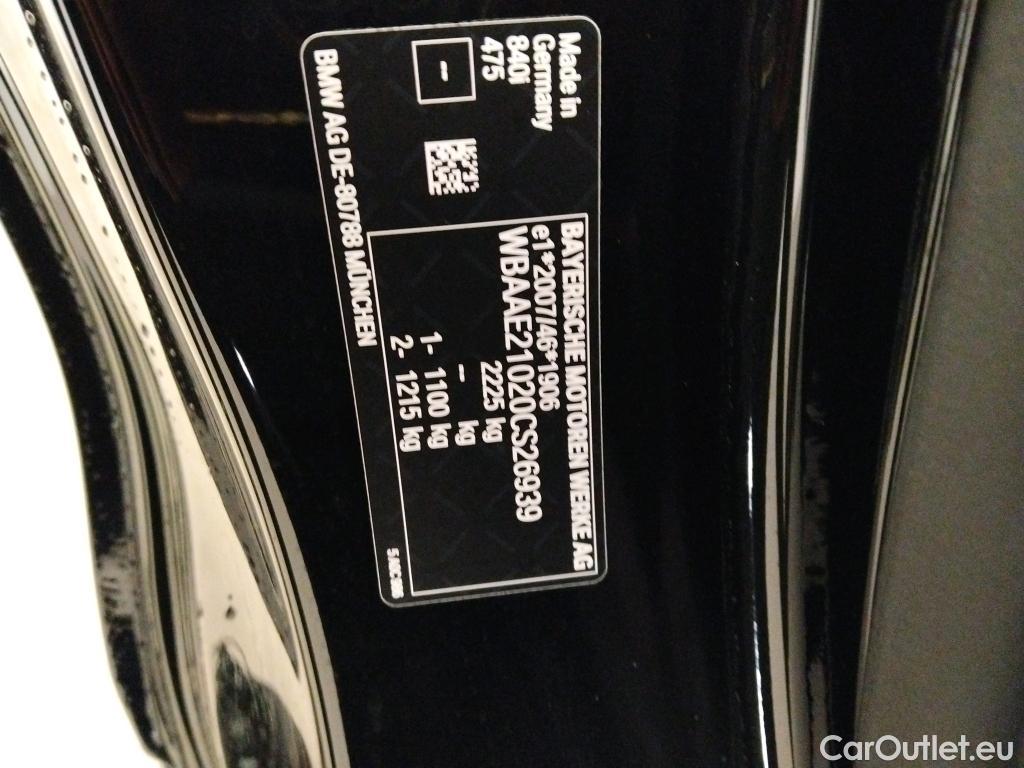 BAYERISCHE MOTOREN WERKE AG
e1*2007/46*1906
WBAAE21020CS26939
2225 kg
– kg
1- 1100 kg
2- 1215 kg
Made in
Germany
840i
475
–
BMW AG DE-80788 MÜNCHEN
CarOutlet.eu